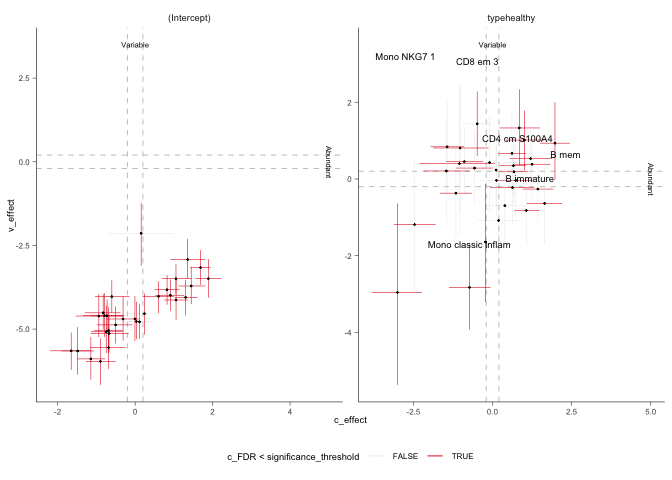 (Intercept)
typehealthy
Variable
Variable
Mono NKG7 1
CD8 em 3
2.5
2
CD4 cm S100A4
B mem
0.0
Abundant
0
Abundant
B immature
v_effect
-2.5
-2
Mono classic inflam
-5.0
-4
-2
0
2
4
0.0
2.5
5.0
c_effect
c_FDR < significance_threshold
FALSE
TRUE